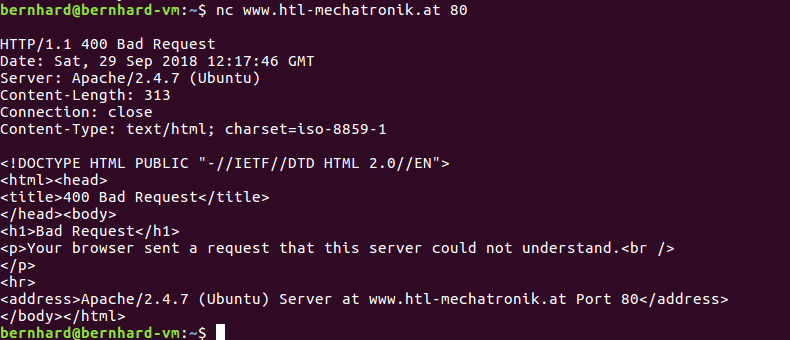 bernhard@bernhard-vm:~$ nc www.htl-mechatronik.at 80
HTTP/1.1 400 Bad Request
Date: Sat, 29 Sep 2018 12:17:46 GMT
Server: Apache/2.4.7 (Ubuntu)
Content-Length: 313
Connection: close
Content-Type: text/html; charset=iso-8859-1
<!DOCTYPE HTML PUBLIC "-//IETF//DTD HTML 2.0//EN">
<html><head>
<title>400 Bad Request</title>
</head><body>
<h1>Bad Request</h1>
<p>Your browser sent a request that this server could not understand.<br />
</p>
<hr>
<address>Apache/2.4.7 (Ubuntu) Server at www.htl-mechatronik.at Port 80</address>
</body></html>
bernhard@bernhard-vm:~$